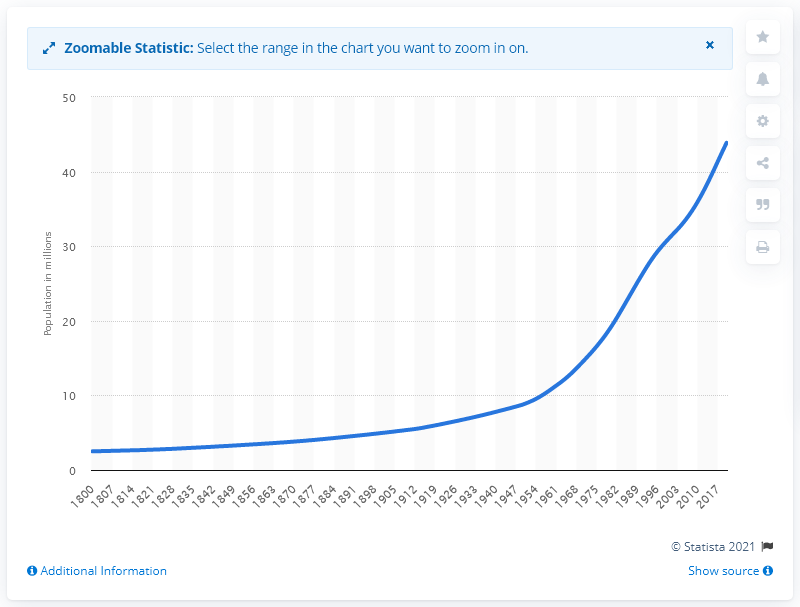 Zoomable Statistic: Select the range in the chart you want to zoom in on.
50
40
30
20
10
0
Population in millions
1800 1807 1814 1821 1828 1835 1842 1849 1856 1863 1870 1877 1884 1891 1898 1905 1912 1919 1926 1933 1940 1947 1954 1961 1968 1975 1982 1989 1996 2003 2010 2017
© Statista 2021
Additional Information
Show source